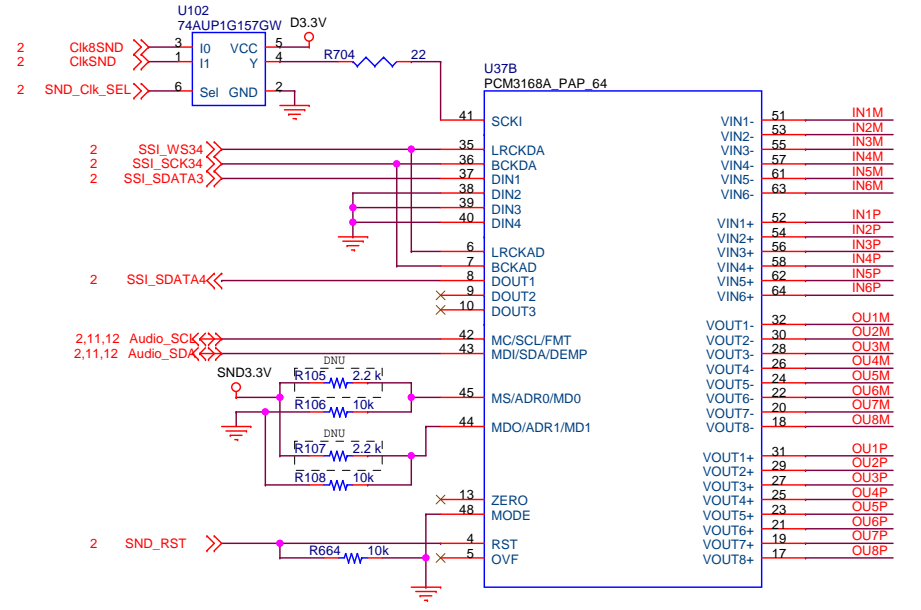 U102
74AUP1G157GW
D3.3V
2 Clk8SND 3 I0 VCC 5
2 ClkSND 1 I1 Y 4 R704 22
2 SND_Clk_SEL 6 Sel GND 2
U37B
PCM3168A_PAP_64
41 SCKI VIN1- 51 IN1M
VIN2- 53 IN2M
2 SSI_WS34 35 LRCKDA VIN3- 55 IN3M
2 SSI_SCK34 36 BCKDA VIN4- 57 IN4M
2 SSI_SDATA3 37 DIN1 VIN5- 61 IN5M
38 DIN2 VIN6- 63 IN6M
39 DIN3
40 DIN4 VIN1+ 52 IN1P
VIN2+ 54 IN2P
6 LRCKAD VIN3+ 56 IN3P
7 BCKAD VIN4+ 58 IN4P
2 SSI_SDATA4 8 DOUT1 VIN5+ 62 IN5P
9 DOUT2 VIN6+ 64 IN6P
10 DOUT3
VOUT1- 32 OU1M
2,11,12 Audio_SCK 42 MC/SCL/FMT VOUT2- 30 OU2M
2,11,12 Audio_SDA 43 MDI/SDA/DEMP VOUT3- 28 OU3M
DNU
VOUT4- 26 OU4M
SND3.3V R105 2.2 k VOUT5- 24 OU5M
45 MS/ADR0/MD0 VOUT6- 22 OU6M
R106 10k VOUT7- 20 OU7M
44 MDO/ADR1/MD1 VOUT8- 18 OU8M
DNU
R107 2.2 k VOUT1+ 31 OU1P
VOUT2+ 29 OU2P
R108 10k VOUT3+ 27 OU3P
13 ZERO VOUT4+ 25 OU4P
48 MODE VOUT5+ 23 OU5P
VOUT6+ 21 OU6P
2 SND_RST 4 RST VOUT7+ 19 OU7P
R664 10k 5 OVF VOUT8+ 17 OU8P